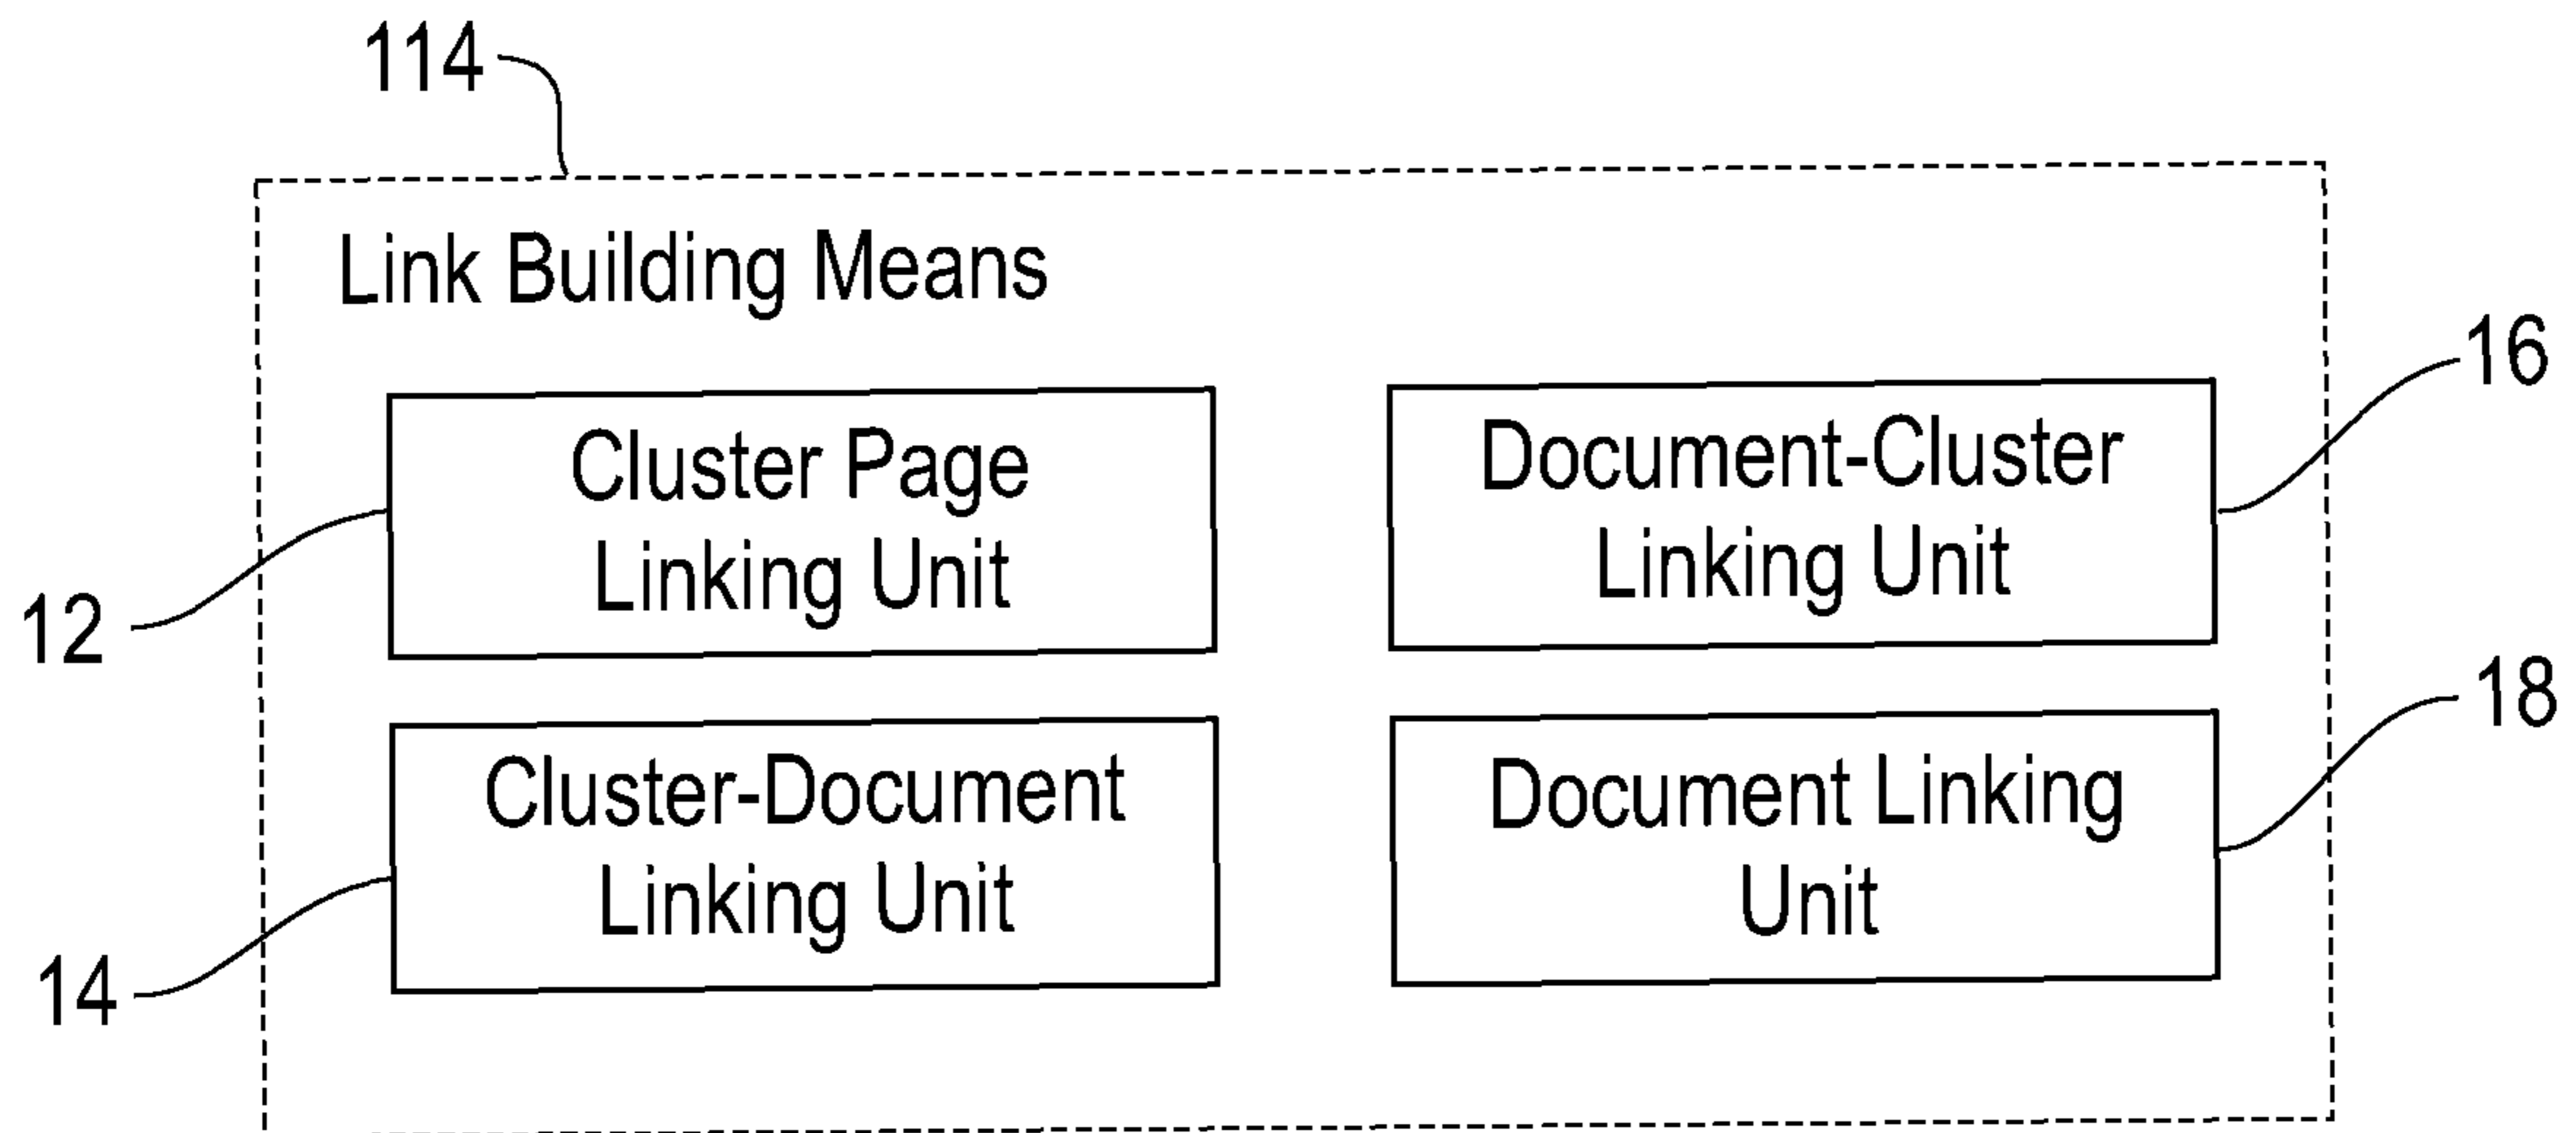 114
Link Building Means
Cluster Page
Linking Unit
12
Document-Cluster
Linking Unit
16
Cluster-Document
Linking Unit
14
Document Linking
Unit
18